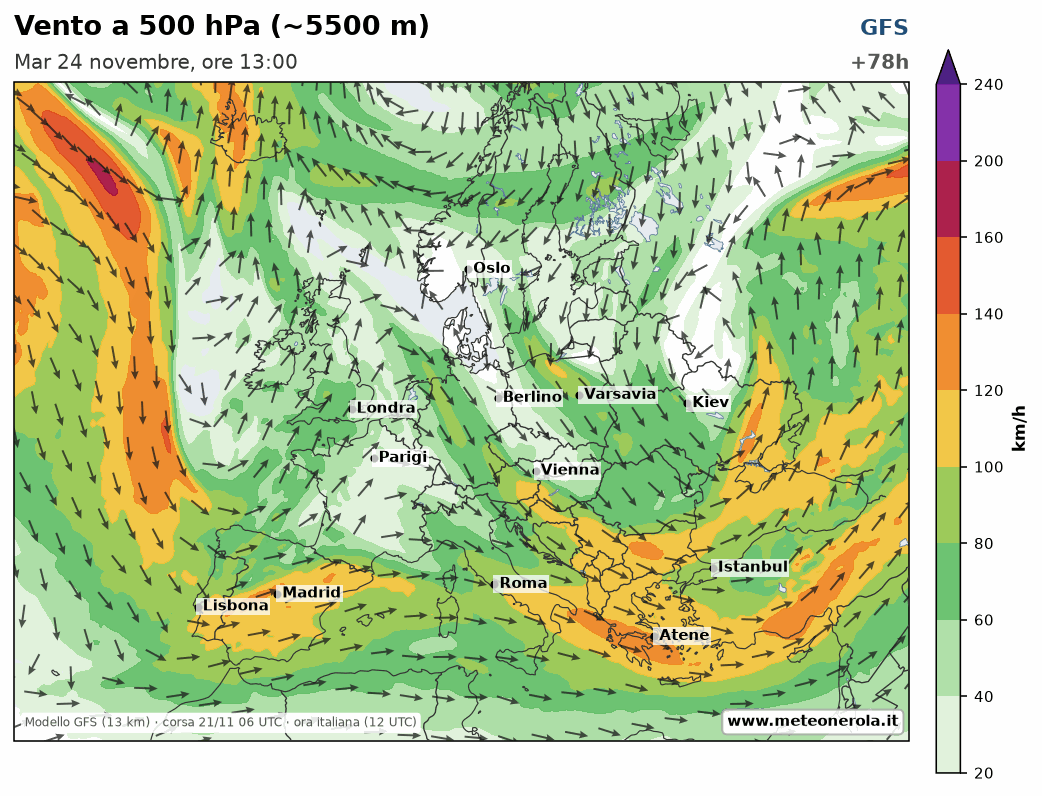 Vento a 500 hPa (~5500 m)
GFS
Mar 24 novembre, ore 13:00
+78h
240
200
160
140
120
100
80
60
40
20
km/h
Oslo
Berlino
Varsavia
Kiev
Londra
Parigi
Vienna
Istanbul
Roma
Madrid
Lisbona
Atene
Modello GFS (13 km) · corsa 21/11 06 UTC · ora italiana (12 UTC)
www.meteonerola.it